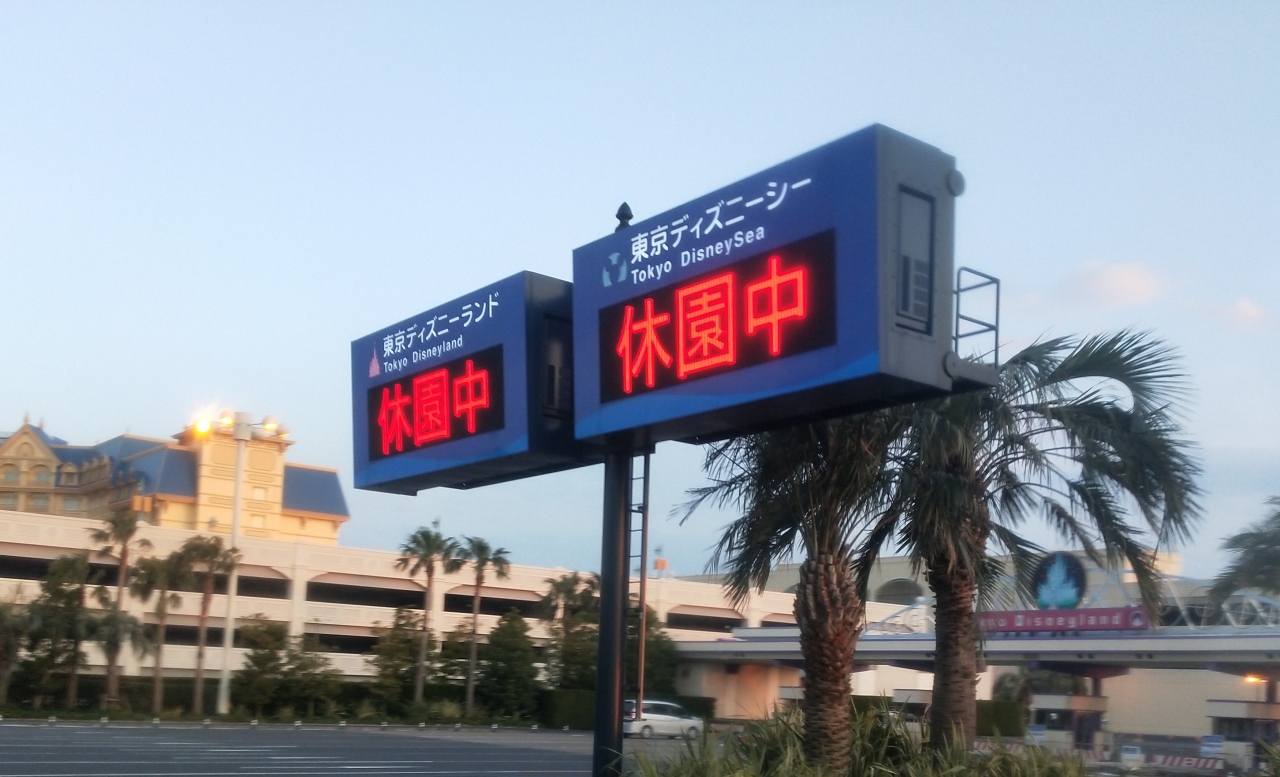 東京ディズニーランド
Tokyo Disneyland
休園中
東京ディズニーシー
Tokyo DisneySea
休園中
Disneyland